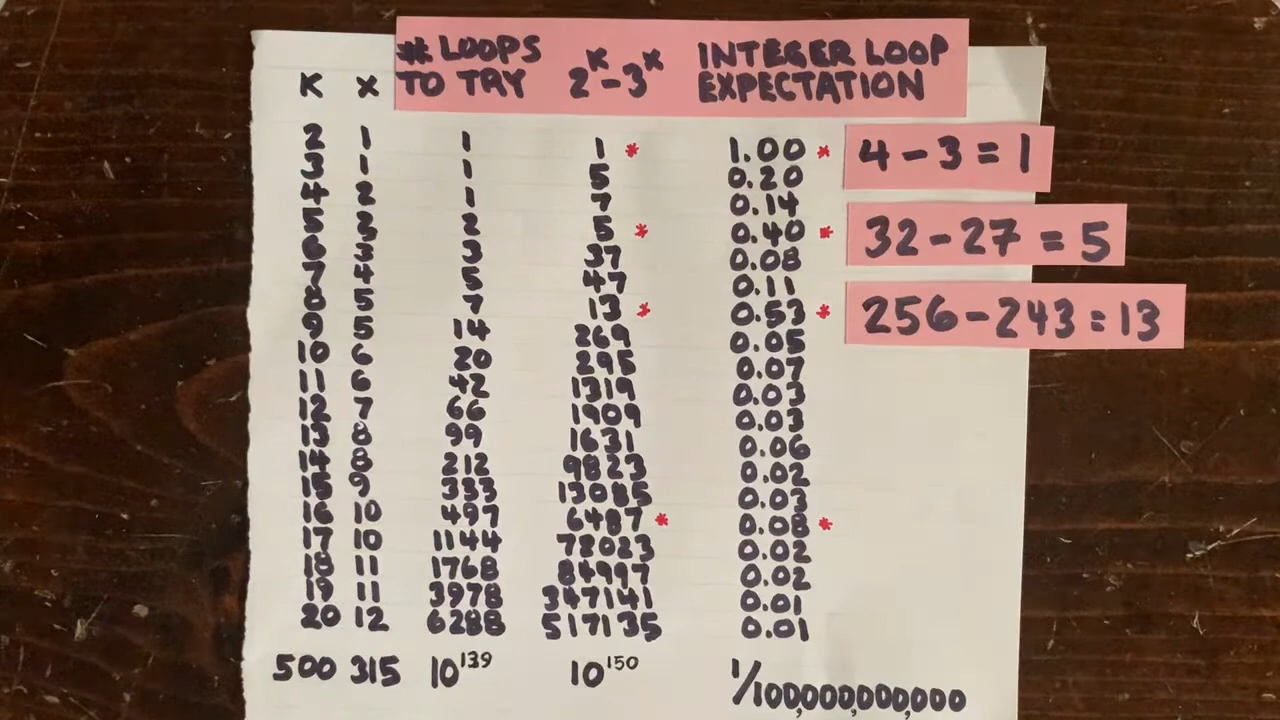 # LOOPS TO TRY 2^K-3^X INTEGER LOOP EXPECTATION
K X
2 1 1 1 * 1.00 * 4-3=1
3 1 1 5 0.20
4 2 1 7 0.14
5 3 2 5 * 0.40 * 32-27=5
6 3 3 37 0.08
7 4 5 47 0.11
8 5 7 13 * 0.53 * 256-243=13
9 5 14 269 0.05
10 6 20 295 0.07
11 6 42 1319 0.03
12 7 66 1909 0.03
13 8 99 1631 0.06
14 8 212 9823 0.02
15 9 333 13085 0.03
16 10 497 6487 * 0.08 *
17 10 1144 72023 0.02
18 11 1768 84997 0.02
19 11 3978 347141 0.01
20 12 6288 517135 0.01
500 315 10^139 10^150 1/100,000,000,000